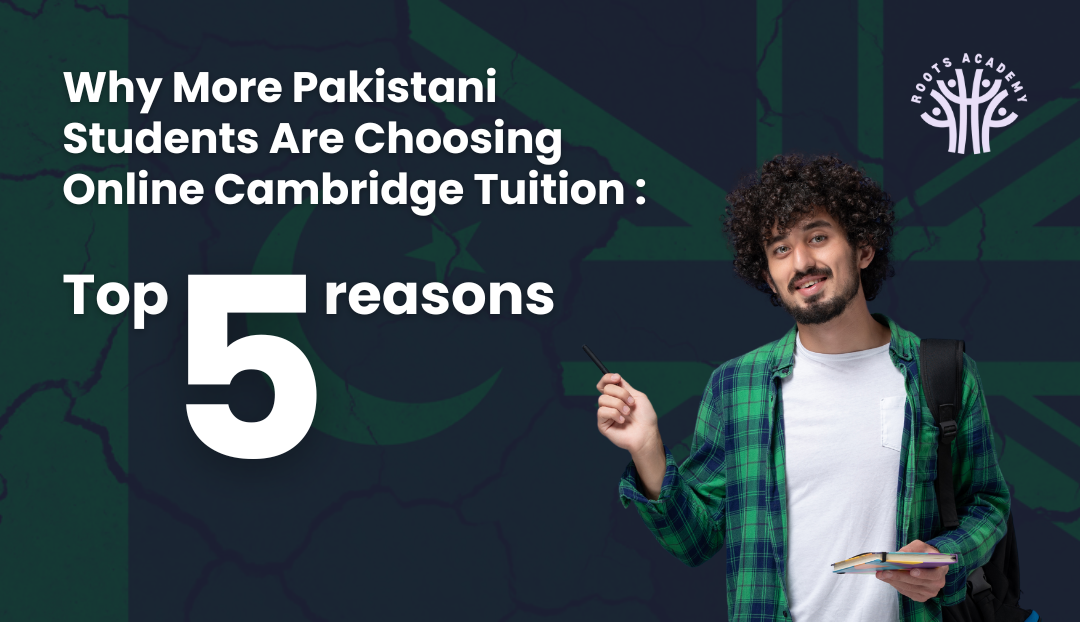 Why More Pakistani
Students Are Choosing
Online Cambridge Tuition :
Top 5 reasons
ROOTS ACADEMY